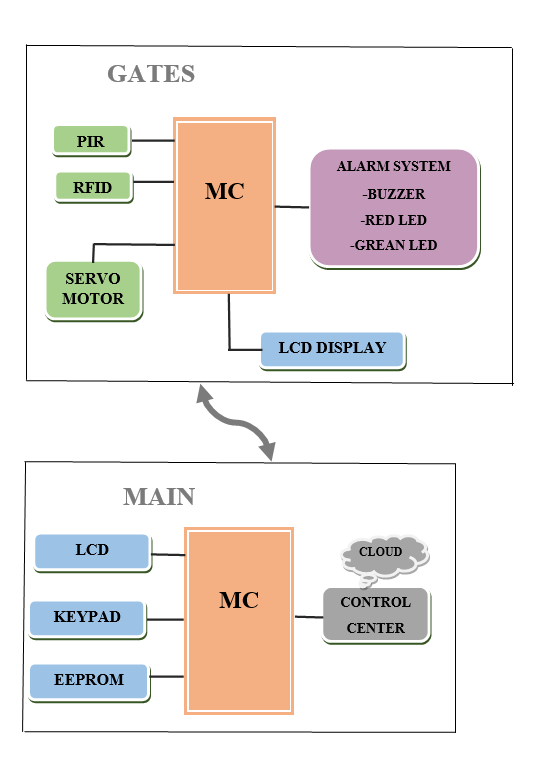 GATES
PIR
RFID
SERVO
MOTOR
MC
ALARM SYSTEM
-BUZZER
-RED LED
-GREAN LED
LCD DISPLAY
MAIN
LCD
KEYPAD
EEPROM
MC
CLOUD
CONTROL
CENTER